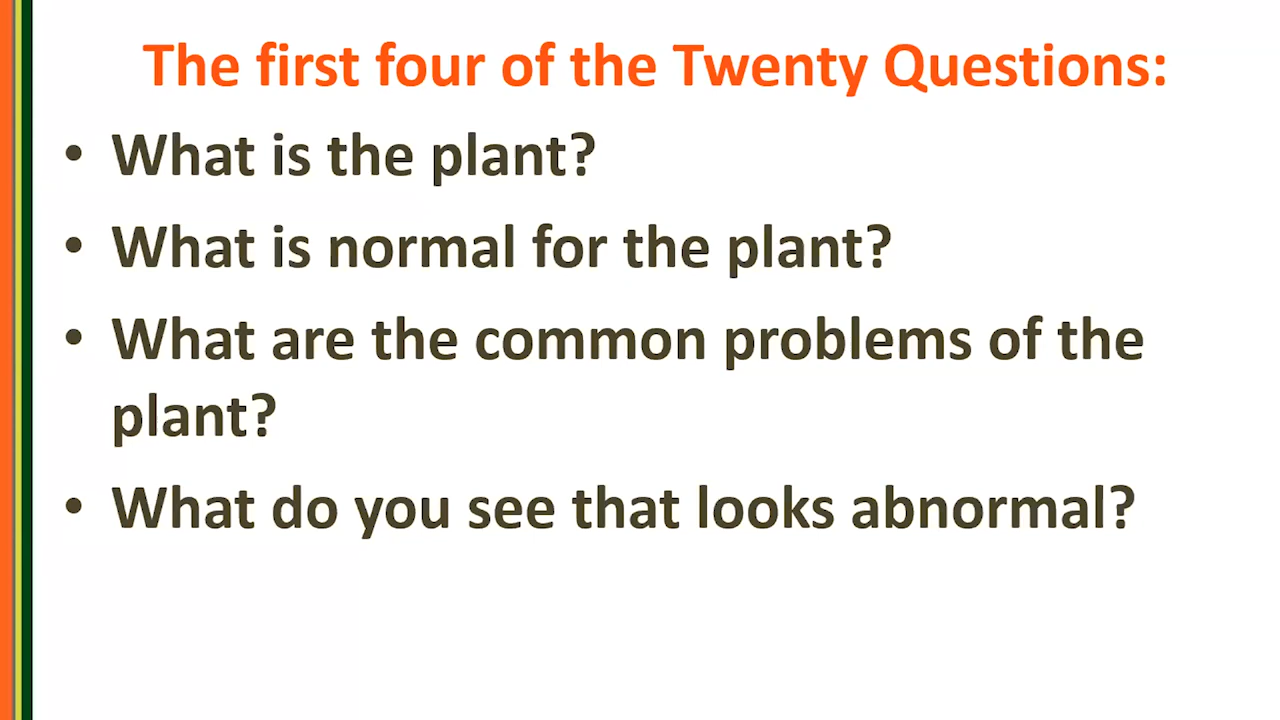 The first four of the Twenty Questions:
• What is the plant?
• What is normal for the plant?
• What are the common problems of the
plant?
• What do you see that looks abnormal?